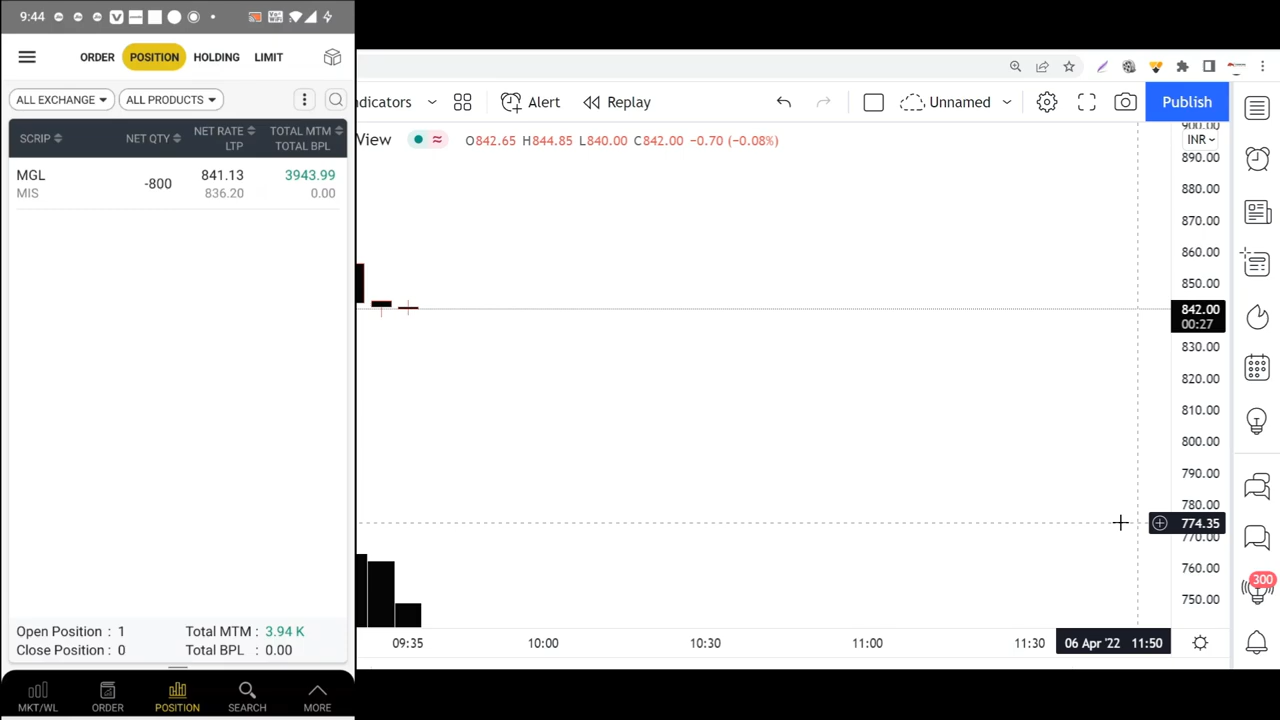 9:44
ORDER POSITION HOLDING LIMIT
ALL EXCHANGE ALL PRODUCTS
SCRIP NET QTY NET RATE TOTAL MTM
LTP TOTAL BPL
MGL -800 841.13 3943.99
MIS 836.20 0.00
Open Position : 1 Total MTM : 3.94 K
Close Position : 0 Total BPL : 0.00
MKT/WL ORDER POSITION SEARCH MORE
dicators Alert Replay Unnamed Publish
View O842.65 H844.85 L840.00 C842.00 −0.70 (−0.08%)
900.00
INR
890.00
880.00
870.00
860.00
850.00
842.00
00:27
830.00
820.00
810.00
800.00
790.00
780.00
774.35
770.00
760.00
750.00
300
09:35 10:00 10:30 11:00 11:30 06 Apr '22 11:50